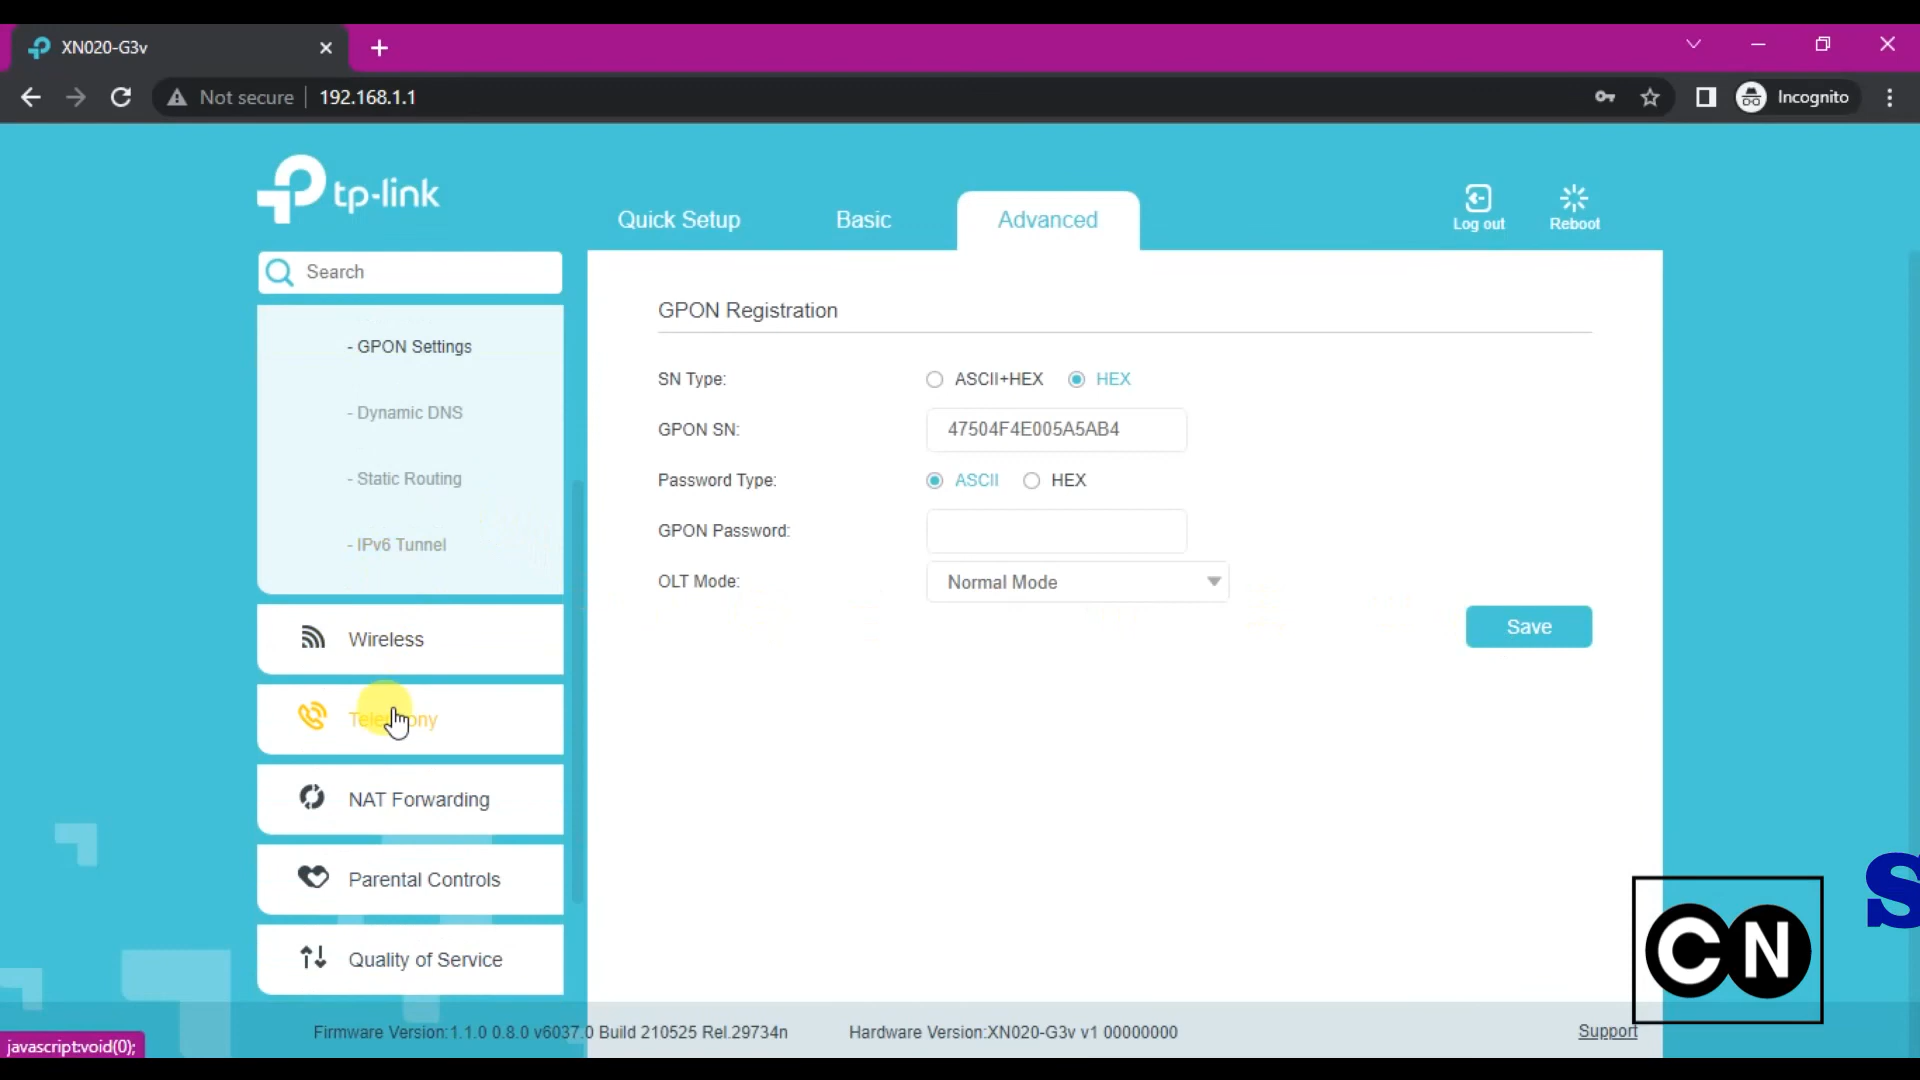 XN020-G3v
Not secure
192.168.1.1
Incognito
tp-link
Quick Setup
Basic
Advanced
Log out
Reboot
Search
- GPON Settings
- Dynamic DNS
- Static Routing
- IPv6 Tunnel
Wireless
Telephony
NAT Forwarding
Parental Controls
Quality of Service
GPON Registration
SN Type:
ASCII+HEX
HEX
GPON SN:
47504F4E005A5AB4
Password Type:
ASCII
HEX
GPON Password:
OLT Mode:
Normal Mode
Save
CN
S
Firmware Version:1.1.0 0.8.0 v6037.0 Build 210525 Rel.29734n
Hardware Version:XN020-G3v v1 00000000
Support
javascript:void(0);